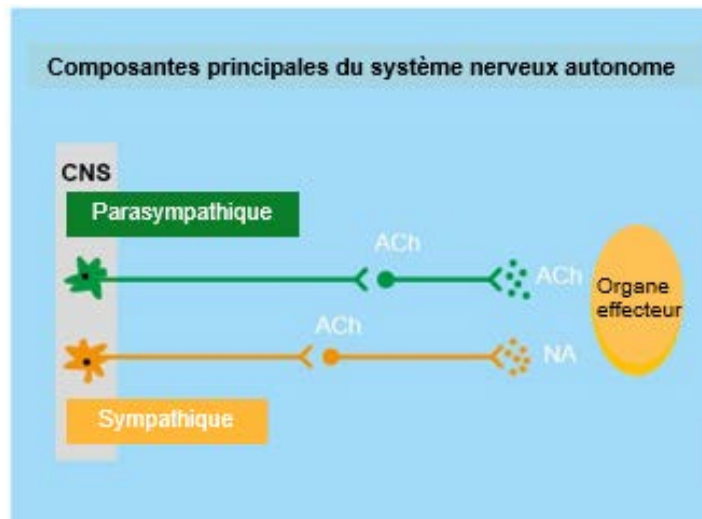 Composantes principales du système nerveux autonome
CNS
Parasympathique
ACh
ACh
Organe
effecteur
ACh
NA
Sympathique